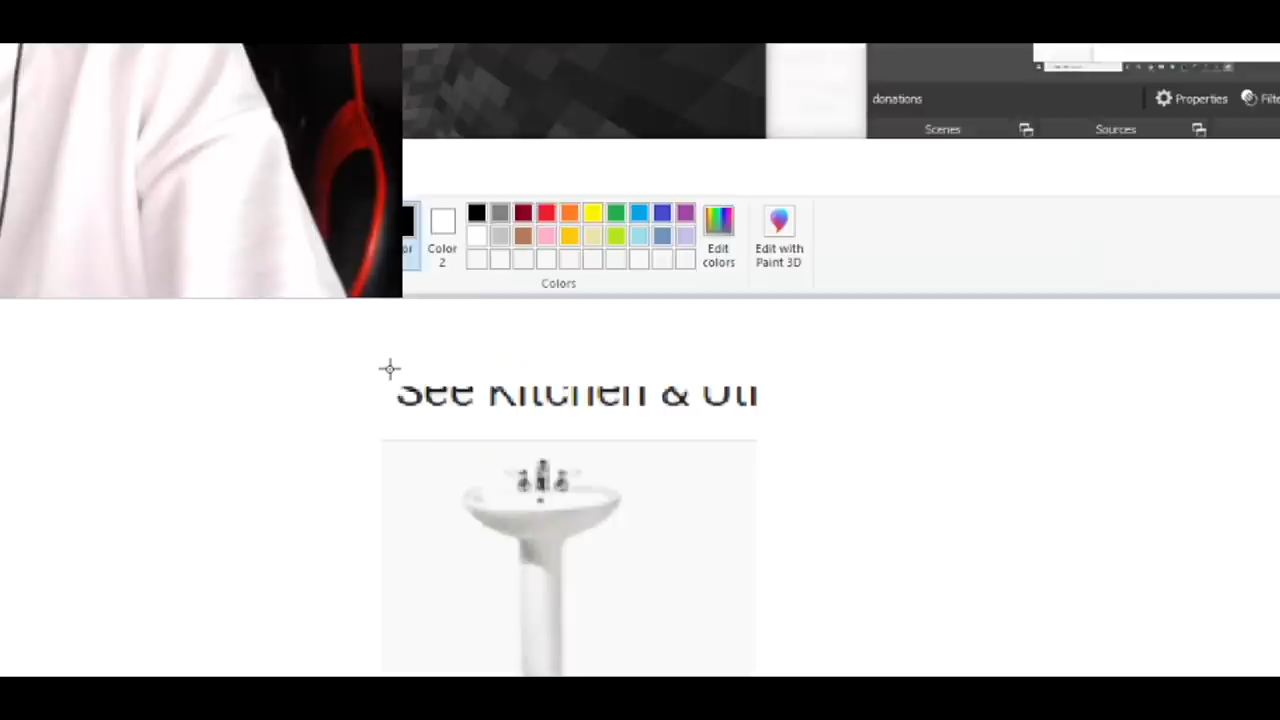 donations
Properties
Scenes
Sources
Color
2
Edit
colors
Edit with
Paint 3D
Colors
See Kitchen &